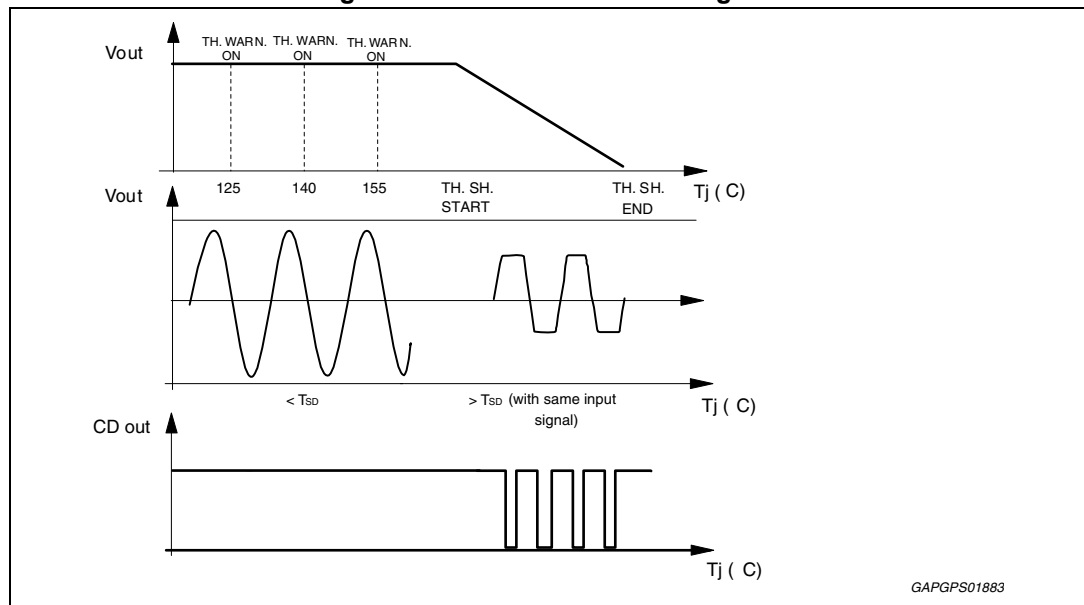 Vout
TH. WARN. TH. WARN. TH. WARN.
ON ON ON
125 140 155 TH. SH. START TH. SH. END Tj ( C)
Vout
< TSD > TSD (with same input signal) Tj ( C)
CD out
Tj ( C)
GAPGPS01883